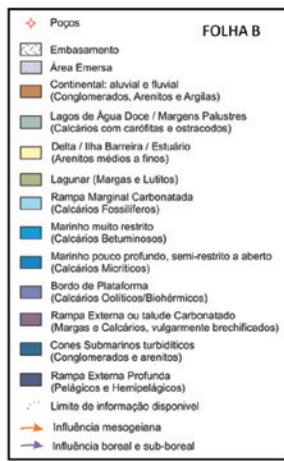 FOLHA B
Poços
Embasamento
Área Emersa
Continental: aluvial e fluvial
(Conglomerados, Arenitos e Argilas)
Lagos de Água Doce / Margens Palustres
(Calcários com carófitas e ostracodos)
Delta / Ilha Barreira / Estuário
(Arenitos médios a finos)
Lagunar (Margas e Lutitos)
Rampa Marginal Carbonatada
(Calcários Fossilíferos)
Marinho muito restrito
(Calcários Betuminosos)
Marinho pouco profundo, semi-restrito a aberto
(Calcários Micríticos)
Bordo de Plataforma
(Calcários Oolíticos/Biohérmicos)
Rampa Externa ou talude Carbonatado
(Margas e Calcários, vulgarmente brechificados)
Cones Submarinos turbidíticos
(Conglomerados e arenitos)
Rampa Externa Profunda
(Pelágicos e Hemipelágicos)
Limite de informação disponivel
Influência mesogeiana
Influência boreal e sub-boreal